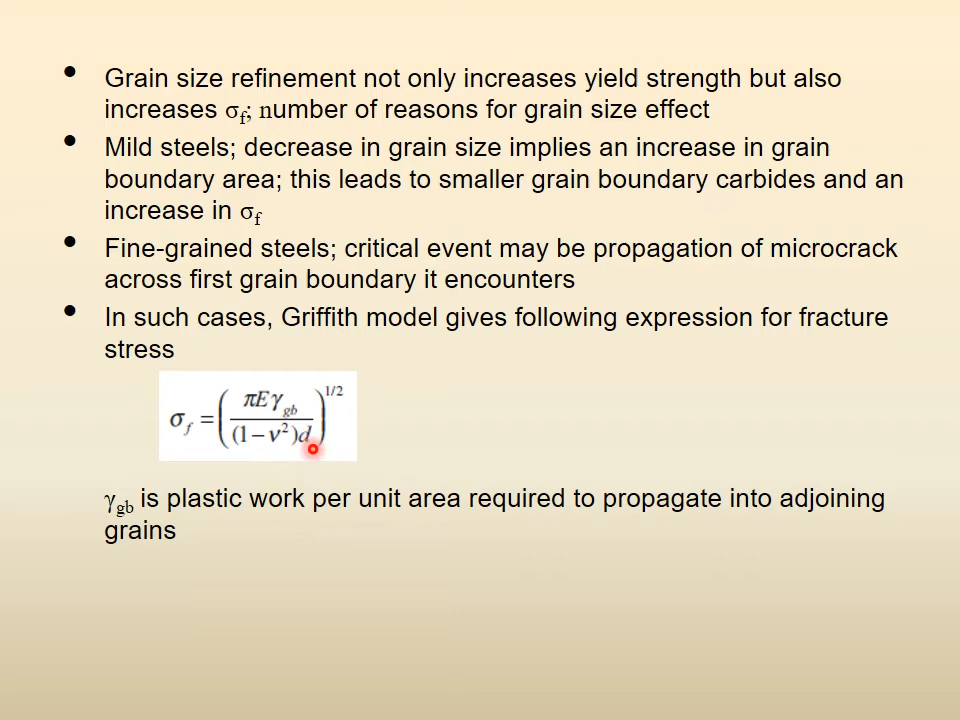 • Grain size refinement not only increases yield strength but also
increases σf; number of reasons for grain size effect
• Mild steels; decrease in grain size implies an increase in grain
boundary area; this leads to smaller grain boundary carbides and an
increase in σf
• Fine-grained steels; critical event may be propagation of microcrack
across first grain boundary it encounters
• In such cases, Griffith model gives following expression for fracture
stress
σf = (πEγgb / (1 − ν²)d)^1/2
γgb is plastic work per unit area required to propagate into adjoining
grains